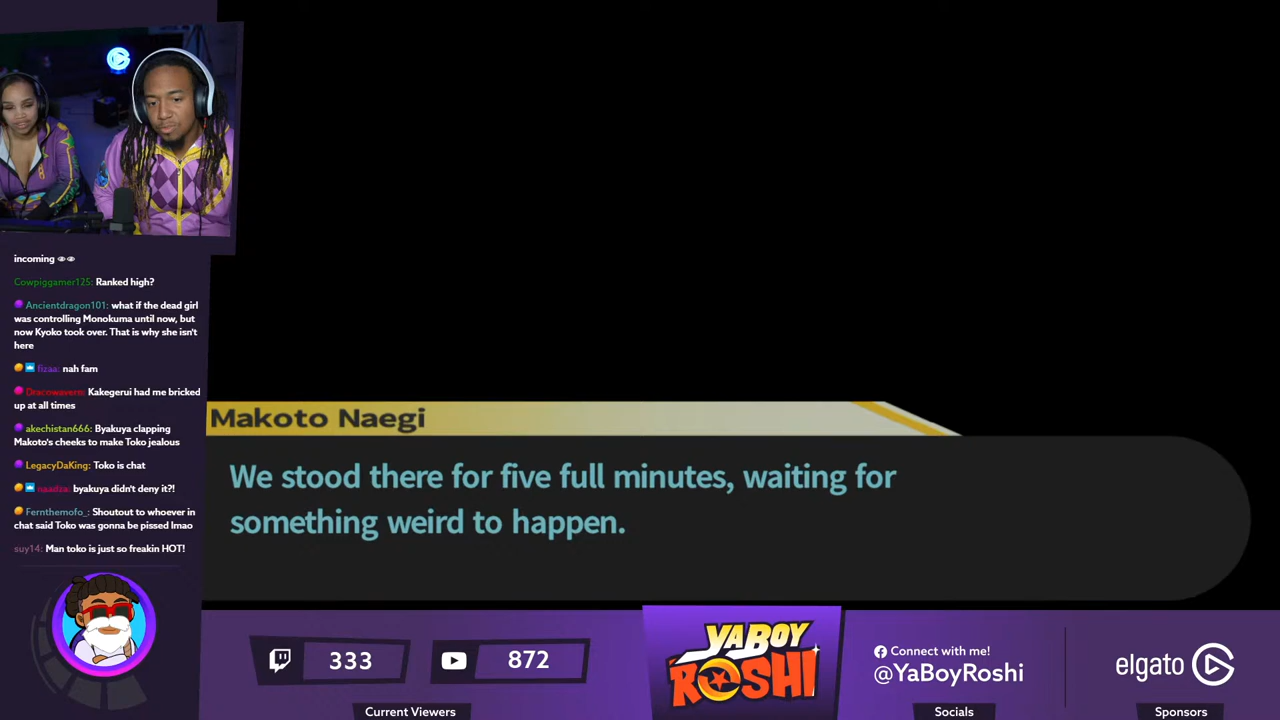 incoming 👀
Cowpiggamer125: Ranked high?
Ancientdragon101: what if the dead girl
was controlling Monokuma until now, but
now Kyoko took over. That is why she isn't
here
fizaa: nah fam
Dracowavern: Kakegerui had me bricked
up at all times
akechistan666: Byakuya clapping
Makoto's cheeks to make Toko jealous
LegacyDaKing: Toko is chat
naadza: byakuya didn't deny it?!
Fernthemofo_: Shoutout to whoever in
chat said Toko was gonna be pissed lmao
suy14: Man toko is just so freakin HOT!
Makoto Naegi
We stood there for five full minutes, waiting for
something weird to happen.
333
872
Current Viewers
YABOY
ROSHI
Connect with me!
@YaBoyRoshi
Socials
elgato
Sponsors